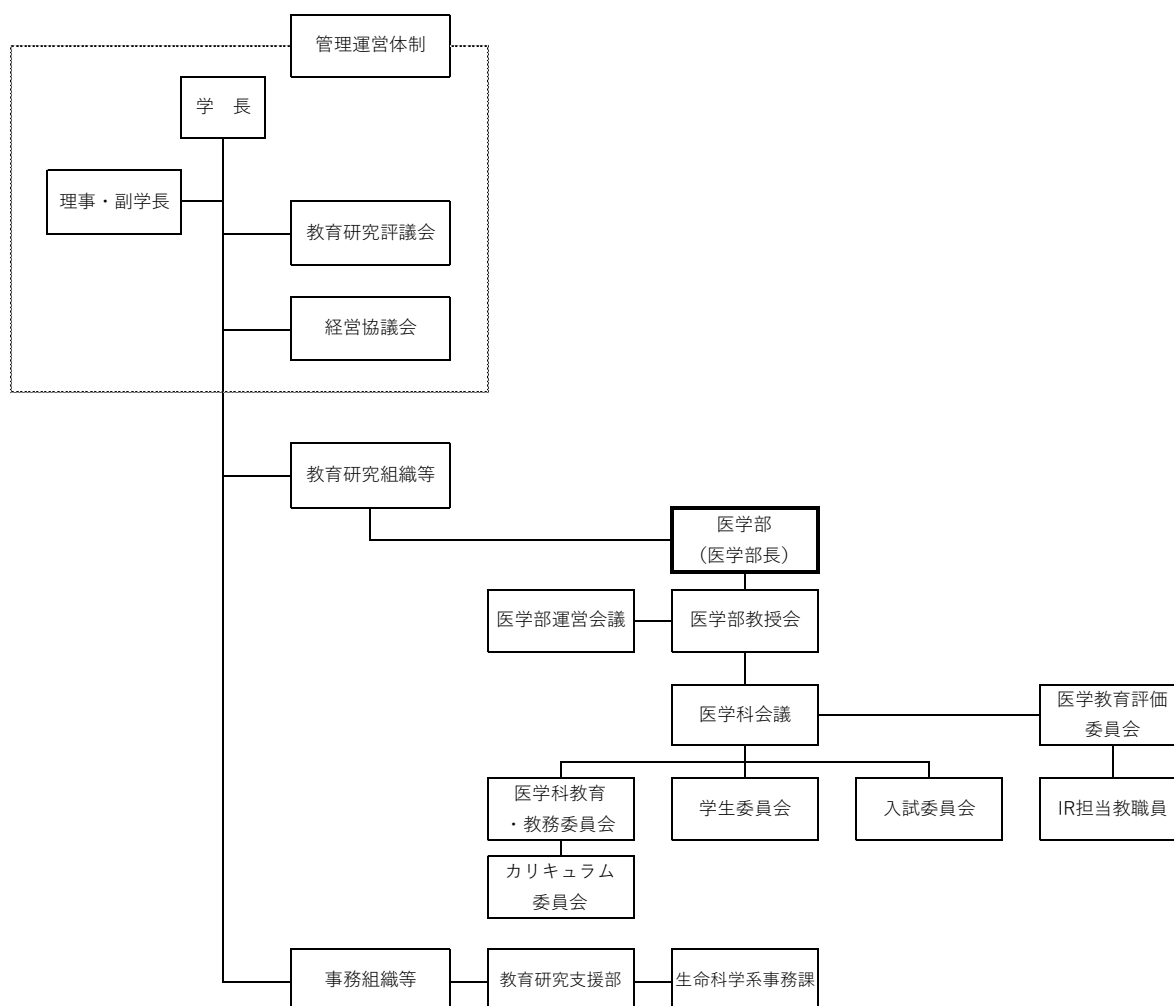 管理運営体制
学　長
理事・副学長
教育研究評議会
経営協議会
教育研究組織等
医学部
（医学部長）
医学部運営会議
医学部教授会
医学科会議
医学教育評価
委員会
医学科教育
・教務委員会
学生委員会
入試委員会
IR担当教職員
カリキュラム
委員会
事務組織等
教育研究支援部
生命科学系事務課